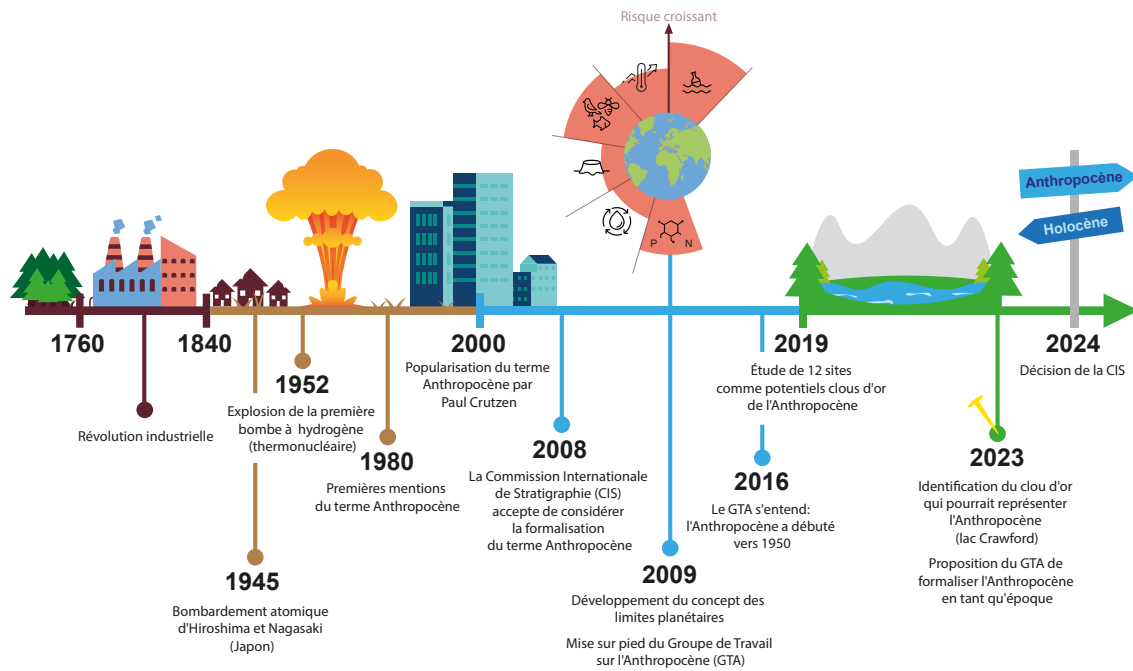 Risque croissant
P
N
Anthropocène
Holocène
1760
Révolution industrielle
1840
1945
Bombardement atomique
d'Hiroshima et Nagasaki
(Japon)
1952
Explosion de la première
bombe à hydrogène
(thermonucléaire)
1980
Premières mentions
du terme Anthropocène
2000
Popularisation du terme
Anthropocène par
Paul Crutzen
2008
La Commission Internationale
de Stratigraphie (CIS)
accepte de considérer
la formalisation
du terme Anthropocène
2009
Développement du concept des
limites planétaires
Mise sur pied du Groupe de Travail
sur l'Anthropocène (GTA)
2016
Le GTA s'entend:
l'Anthropocène a débuté
vers 1950
2019
Étude de 12 sites
comme potentiels clous d'or
de l'Anthropocène
2023
Identification du clou d'or
qui pourrait représenter
l'Anthropocène
(lac Crawford)
Proposition du GTA de
formaliser l'Anthropocène
en tant qu'époque
2024
Décision de la CIS